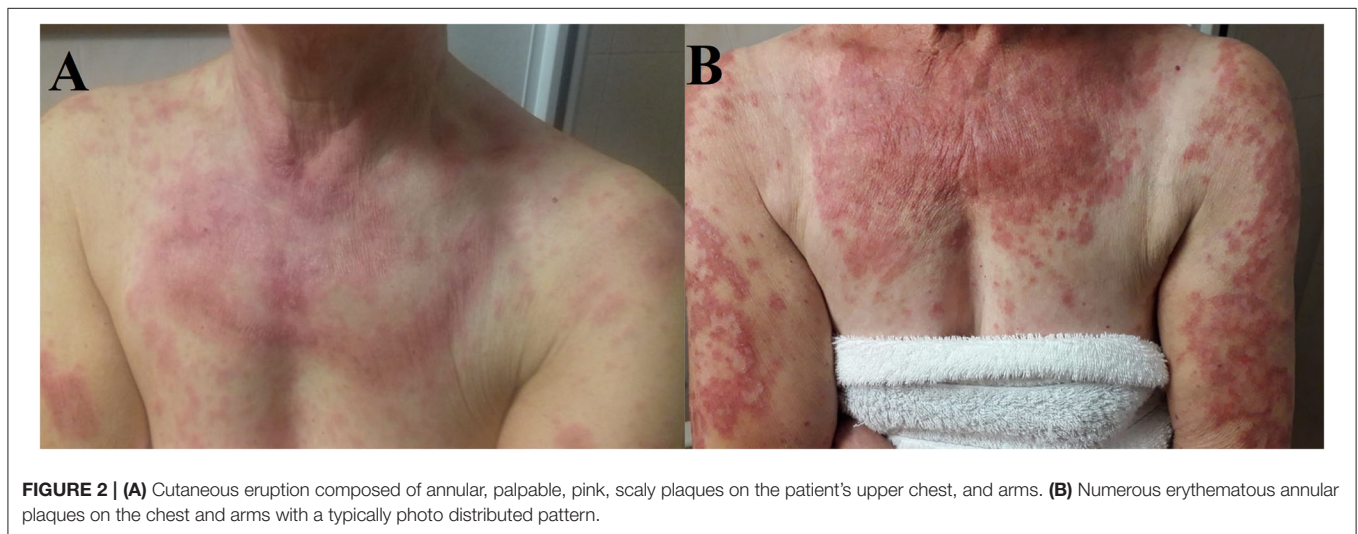 A
B
FIGURE 2 | (A) Cutaneous eruption composed of annular, palpable, pink, scaly plaques on the patient's upper chest, and arms. (B) Numerous erythematous annular
plaques on the chest and arms with a typically photo distributed pattern.